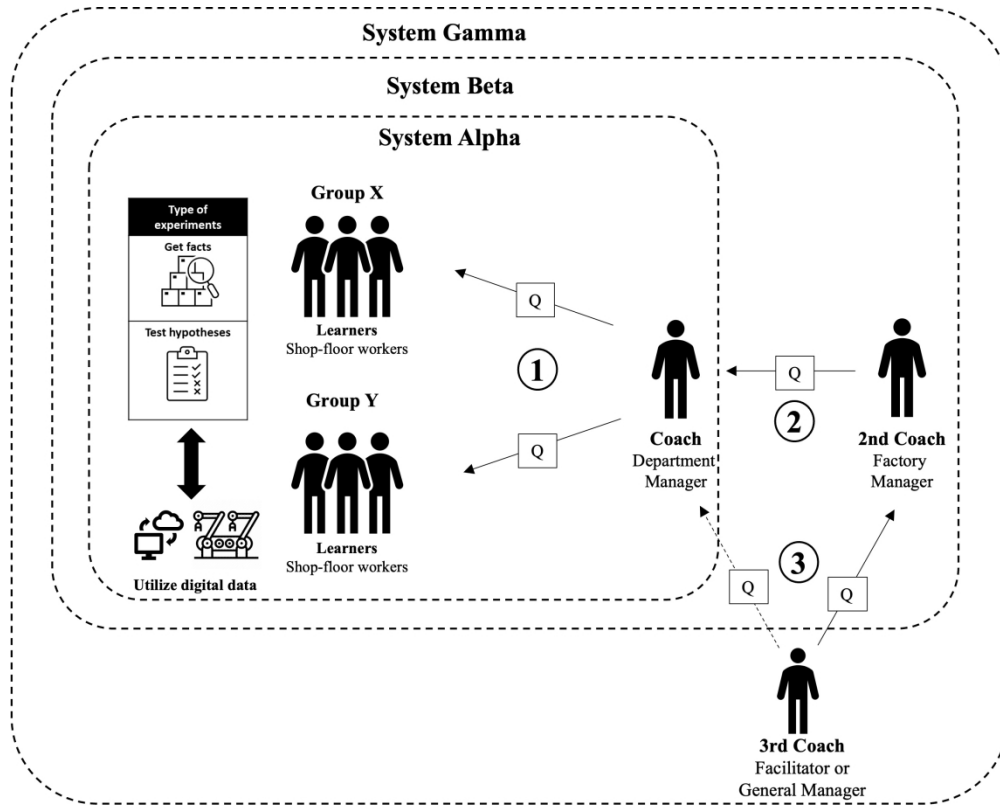 System Gamma
System Beta
System Alpha
Type of
experiments
Get facts
Test hypotheses
Utilize digital data
Group X
Learners
Shop-floor workers
Group Y
Learners
Shop-floor workers
Q
1
Q
Coach
Department
Manager
Q
2
2nd Coach
Factory
Manager
3
Q
Q
3rd Coach
Facilitator or
General Manager